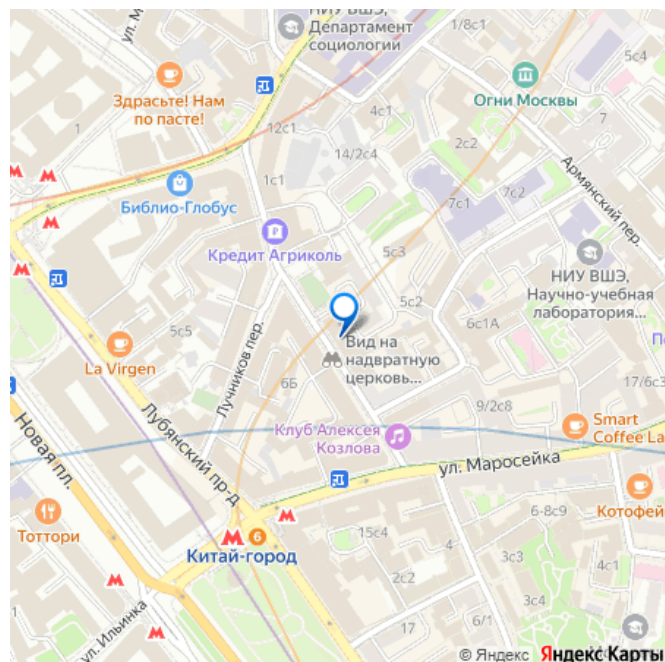 НИУ ВШЭ,
Департамент
социологии
1/8с1
ул. М
5с4
Здрасьте! Нам
по пасте!
Огни Москвы
4с1
12с1
2с2
14/2с4
1с1
Армянский пер.
Библио-Глобус
7с2
7с1
Кредит Агриколь
5с3
НИУ ВШЭ,
Научно-учебная
лаборатория...
5с2
6с1А
5с5
Вид на
надвратную
церковь...
La Virgen
Лучников пер.
6Б
17/6с3
9/2с8
Smart
Coffee La
Клуб Алексея
Козлова
Лубянский пр-д
Новая пл.
ул. Маросейка
Котофей
6-8с9
Тоттори
6
Китай-город
15с4
4
3с3
2с2
3с4
17
6/1
ул. Ильинка
© Яндекс Яндекс Карты